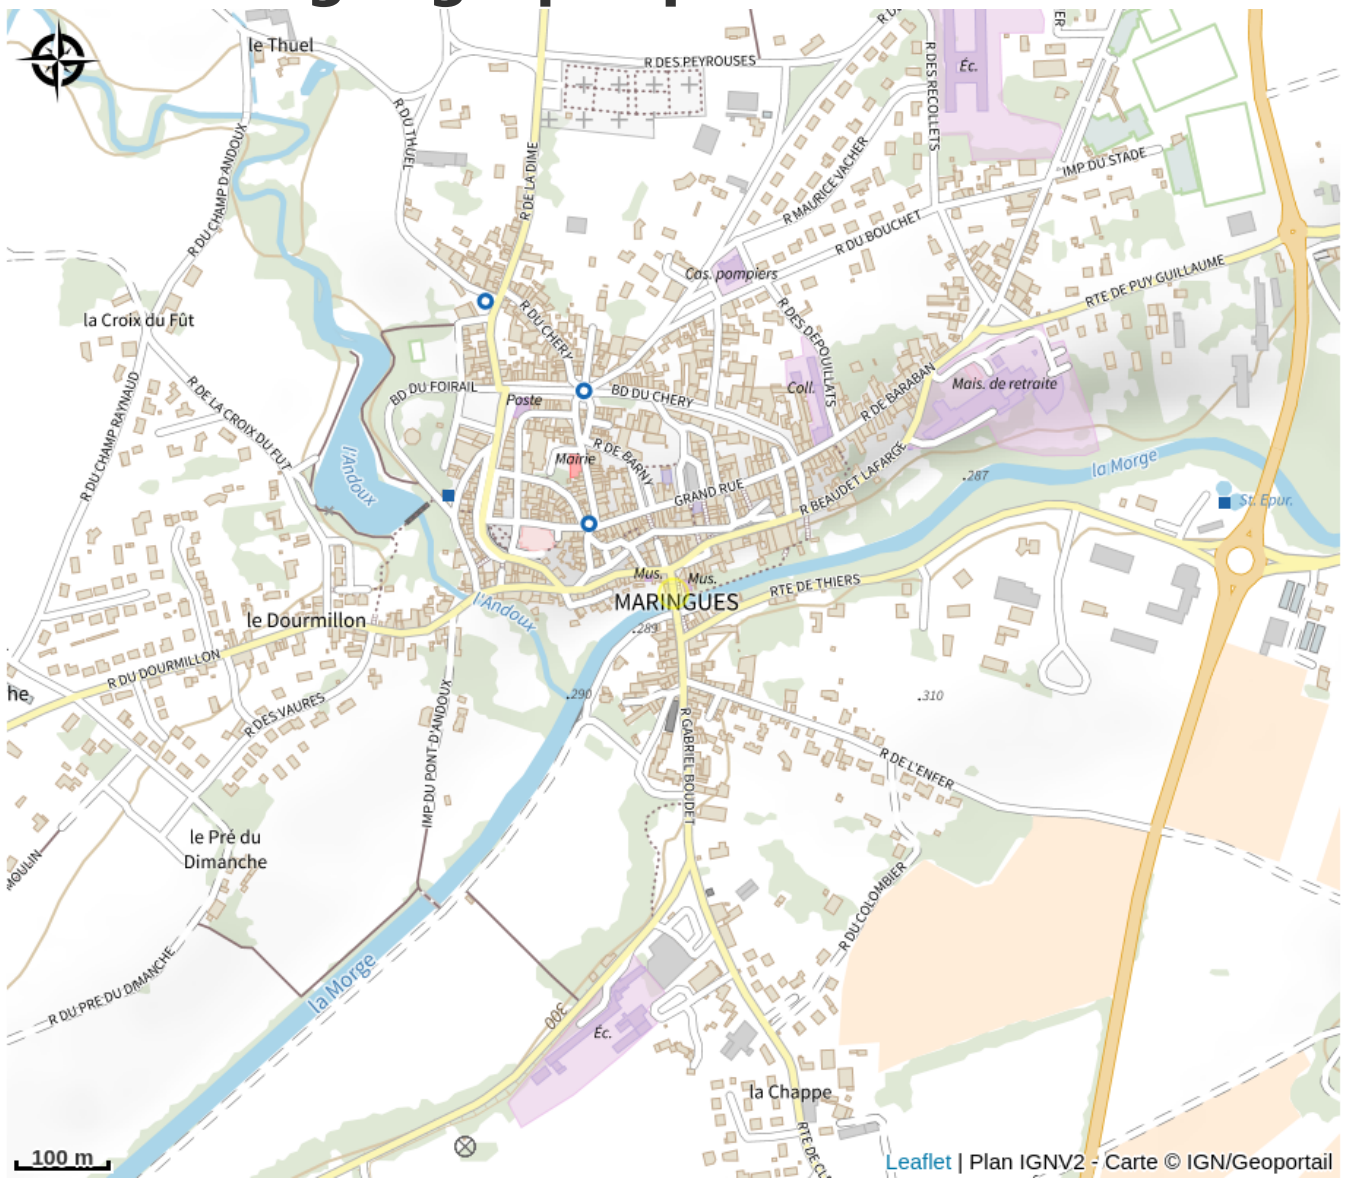 le Thuel
R DES PEYROUSES
Éc.
R DES RECOLLETS
R DU THUEL
R DE LA DIME
R DU CHAMP D'ANDOUX
R MAURICE VACHER
IMP DU STADE
R DU BOUCHET
Cas. pompiers
RTE DE PUY GUILLAUME
la Croix du Fût
R DU CHERY
R DES DEPOUILLATS
BD DU FOIRAIL
Poste
BD DU CHERY
Coll.
R DE BARABAN
Mais. de retraite
R DE LA CROIX DU FUT
R DU CHAMP RAYNAUD
l'Andoux
Mairie
R DE BARNY
GRAND RUE
R BEAUDET LAFARGE
287
la Morge
St. Epur.
Mus.
Mus.
MARINGUES
RTE DE THIERS
l'Andoux
289
le Dourmillon
R DU DOURMILLON
he
290
310
R DES VAURES
IMP DU PONT D'ANDOUX
R GABRIEL BOUDET
R DE L'ENFER
le Pré du
Dimanche
MOULIN
R DU COLOMBIER
R DU PRE DU DIMANCHE
la Morge
300
Éc.
la Chappe
RTE DE
100 m
Leaflet | Plan IGNV2 - Carte © IGN/Geoportail